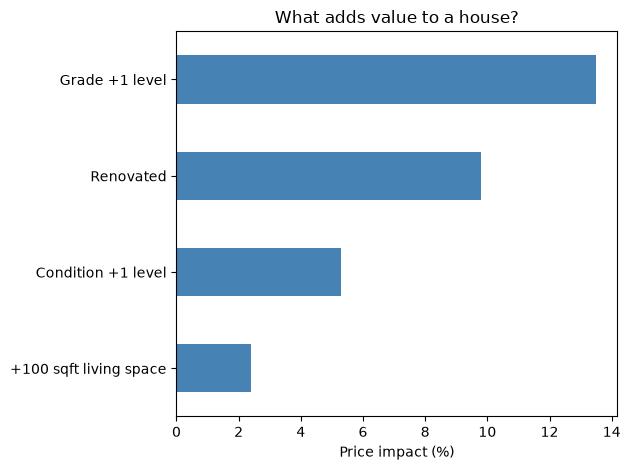 What adds value to a house?
Grade +1 level
Renovated
Condition +1 level
+100 sqft living space
0 2 4 6 8 10 12 14
Price impact (%)